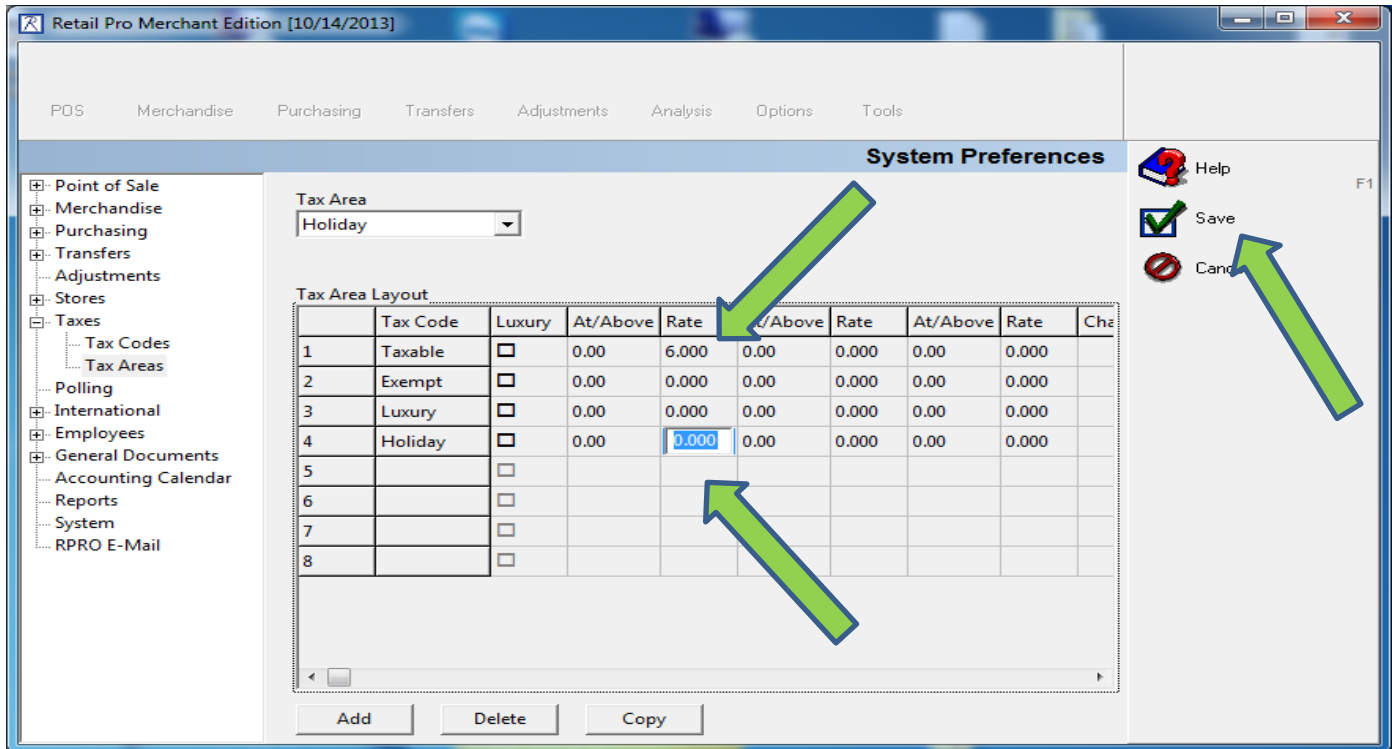 Retail Pro Merchant Edition [10/14/2013]
POS Merchandise Purchasing Transfers Adjustments Analysis Options Tools
System Preferences
Help
F1
Save
Point of Sale
Merchandise
Purchasing
Transfers
Adjustments
Stores
Taxes
Tax Codes
Tax Areas
Polling
International
Employees
General Documents
Accounting Calendar
Reports
System
RPRO E-Mail
Tax Area
Holiday
Tax Area Layout
Tax Code Luxury At/Above Rate Rate At/Above Rate Cha
1 Taxable 0.00 6.000 0.00 0.000 0.00 0.000
2 Exempt 0.00 0.000 0.00 0.000 0.00 0.000
3 Luxury 0.00 0.000 0.00 0.000 0.00 0.000
4 Holiday 0.00 0.000 0.00 0.000 0.00 0.000
5
6
7
8
Add Delete Copy